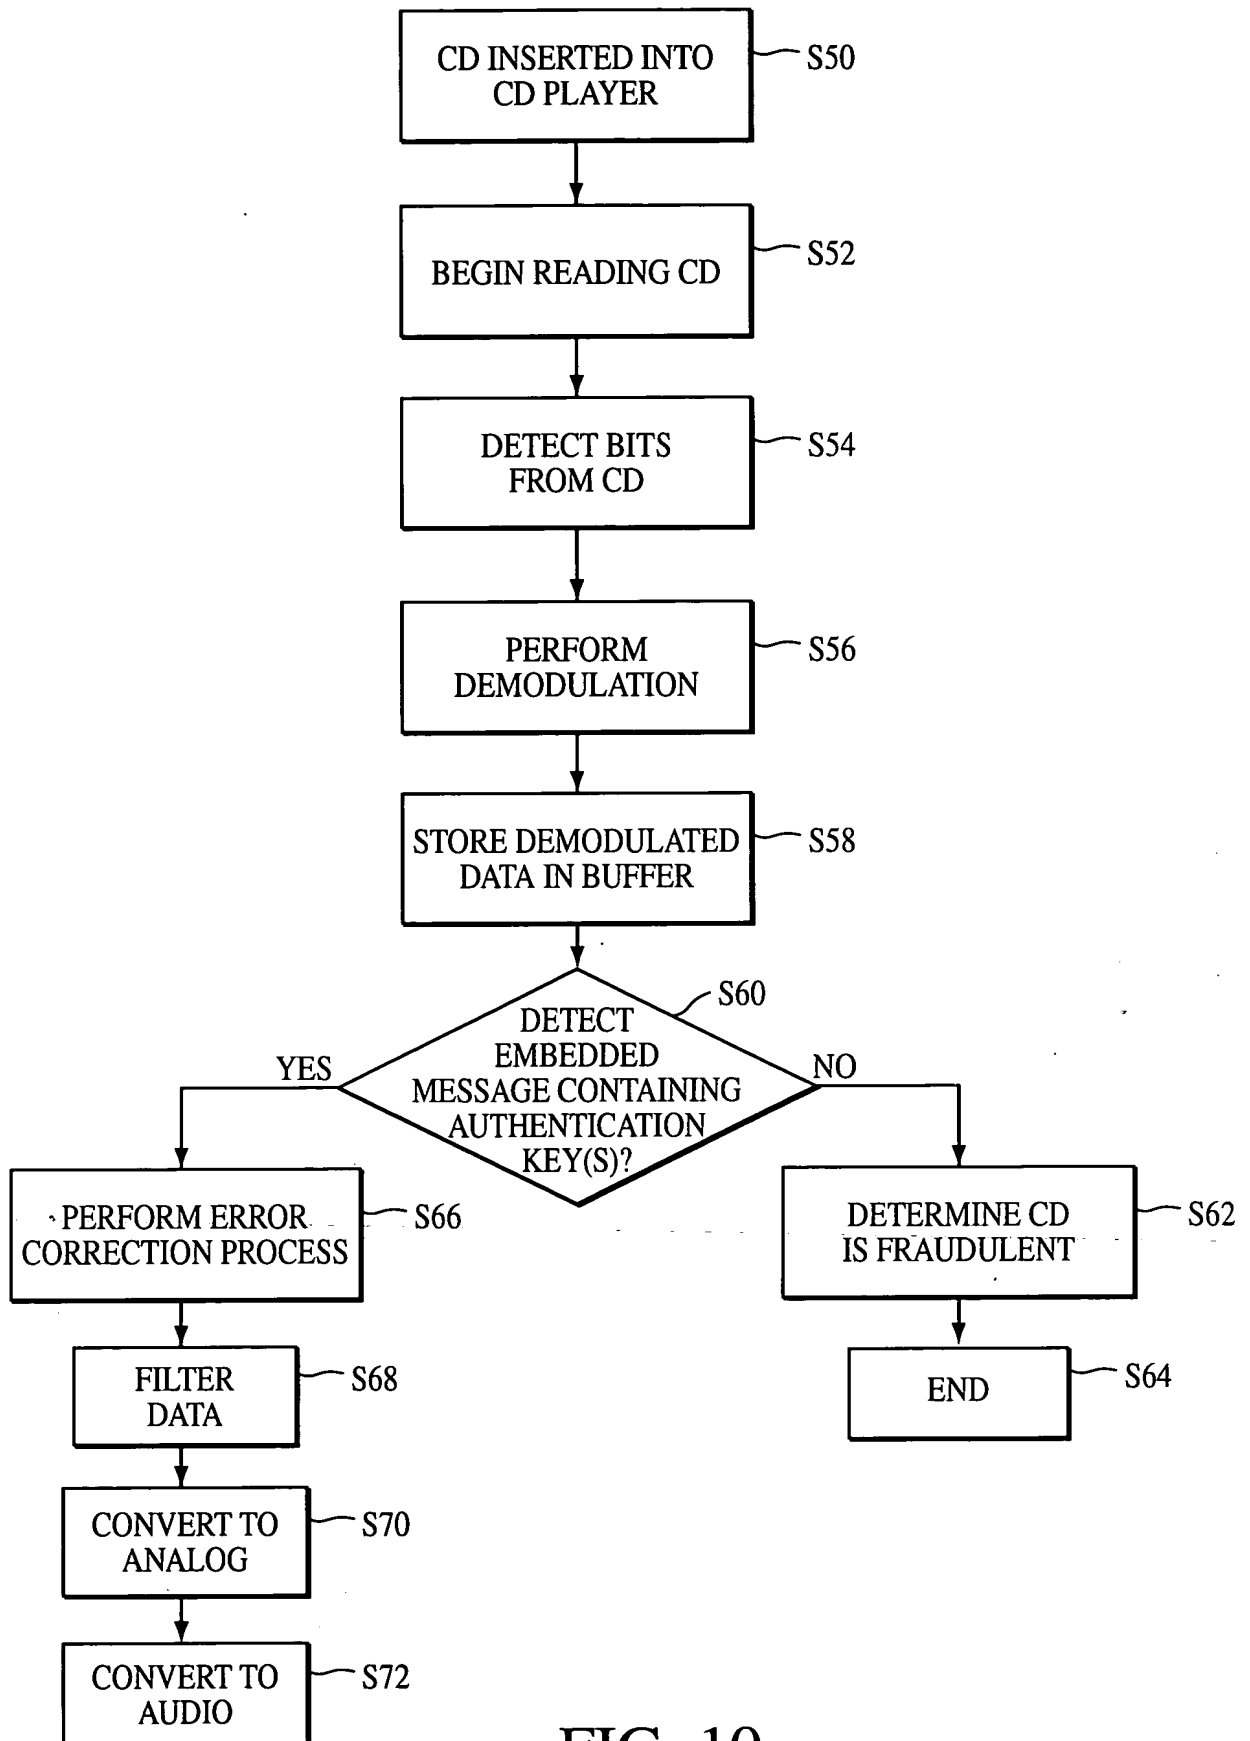 CD INSERTED INTO
CD PLAYER
S50
BEGIN READING CD
S52
DETECT BITS
FROM CD
S54
PERFORM
DEMODULATION
S56
STORE DEMODULATED
DATA IN BUFFER
S58
DETECT
EMBEDDED
MESSAGE CONTAINING
AUTHENTICATION
KEY(S)?
S60
YES
NO
PERFORM ERROR
CORRECTION PROCESS
S66
DETERMINE CD
IS FRAUDULENT
S62
FILTER
DATA
S68
END
S64
CONVERT TO
ANALOG
S70
CONVERT TO
AUDIO
S72
FIG. 10